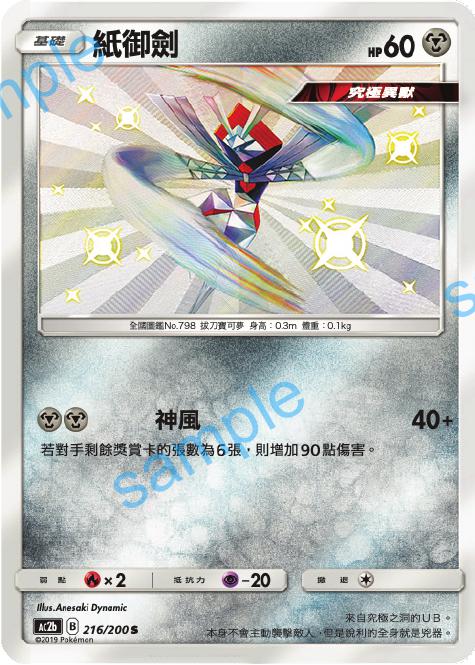 基礎 紙御劍 HP60
究極異獸
全國圖鑑No.798 拔刀寶可夢 身高:0.3m 體重:0.1kg
神風 40+
若對手剩餘獎賞卡的張數為6張,則增加90點傷害。
弱點 ×2 抵抗力 -20 撤退
Illus.Anesaki Dynamic
AC2b B 216/200 S
©2019 Pokémon
來自究極之洞的UB。
本身不會主動襲擊敵人,但是銳利的全身就是兇器。
sample
sample
sample